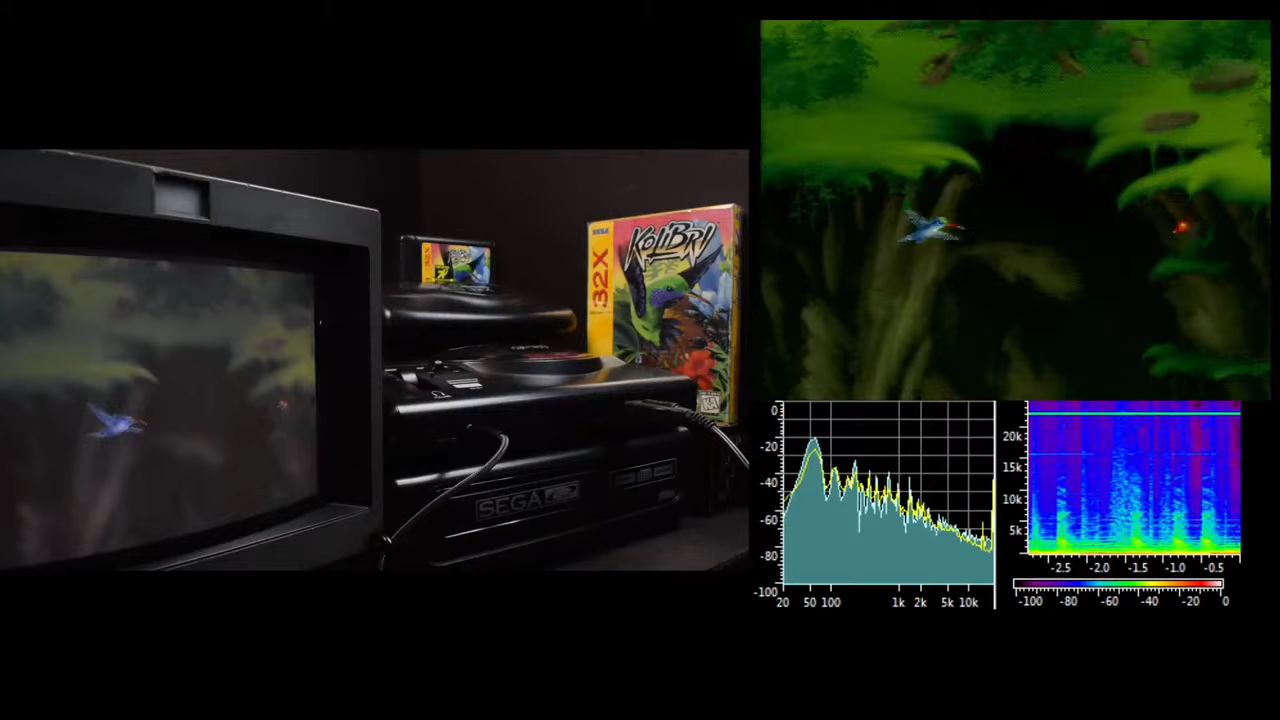 SEGA
32X
KOLIBRI
32X
SEGA
0
-20
-40
-60
-80
-100
20 50 100 1k 2k 5k 10k
20k
15k
10k
5k
-2.5 -2.0 -1.5 -1.0 -0.5
-100 -80 -60 -40 -20 0